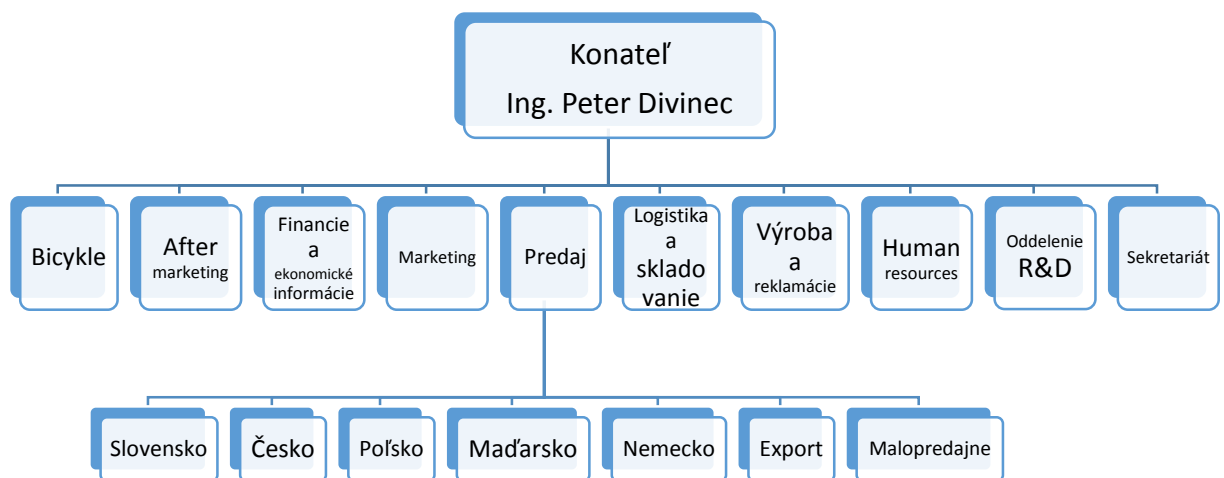 Konateľ
Ing. Peter Divinec
Bicykle
After
marketing
Financie
a
ekonomické
informácie
Marketing
Predaj
Logistika
a
sklado
vanie
Výroba
a
reklamácie
Human
resources
Oddelenie
R&D
Sekretariát
Slovensko
Česko
Poľsko
Maďarsko
Nemecko
Export
Malopredajne